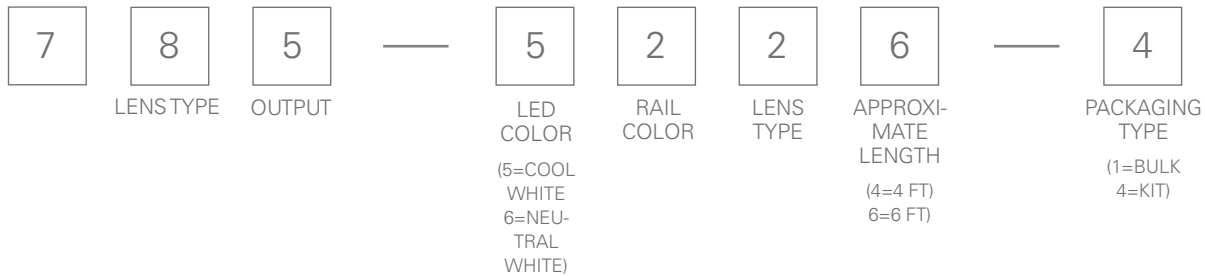 7 8 5 — 5 2 2 6 — 4
LENS TYPE
OUTPUT
LED
COLOR
(5=COOL
WHITE
6=NEU-
TRAL
WHITE)
RAIL
COLOR
LENS
TYPE
APPROXI-
MATE
LENGTH
(4=4 FT)
6=6 FT)
PACKAGING
TYPE
(1=BULK
4=KIT)